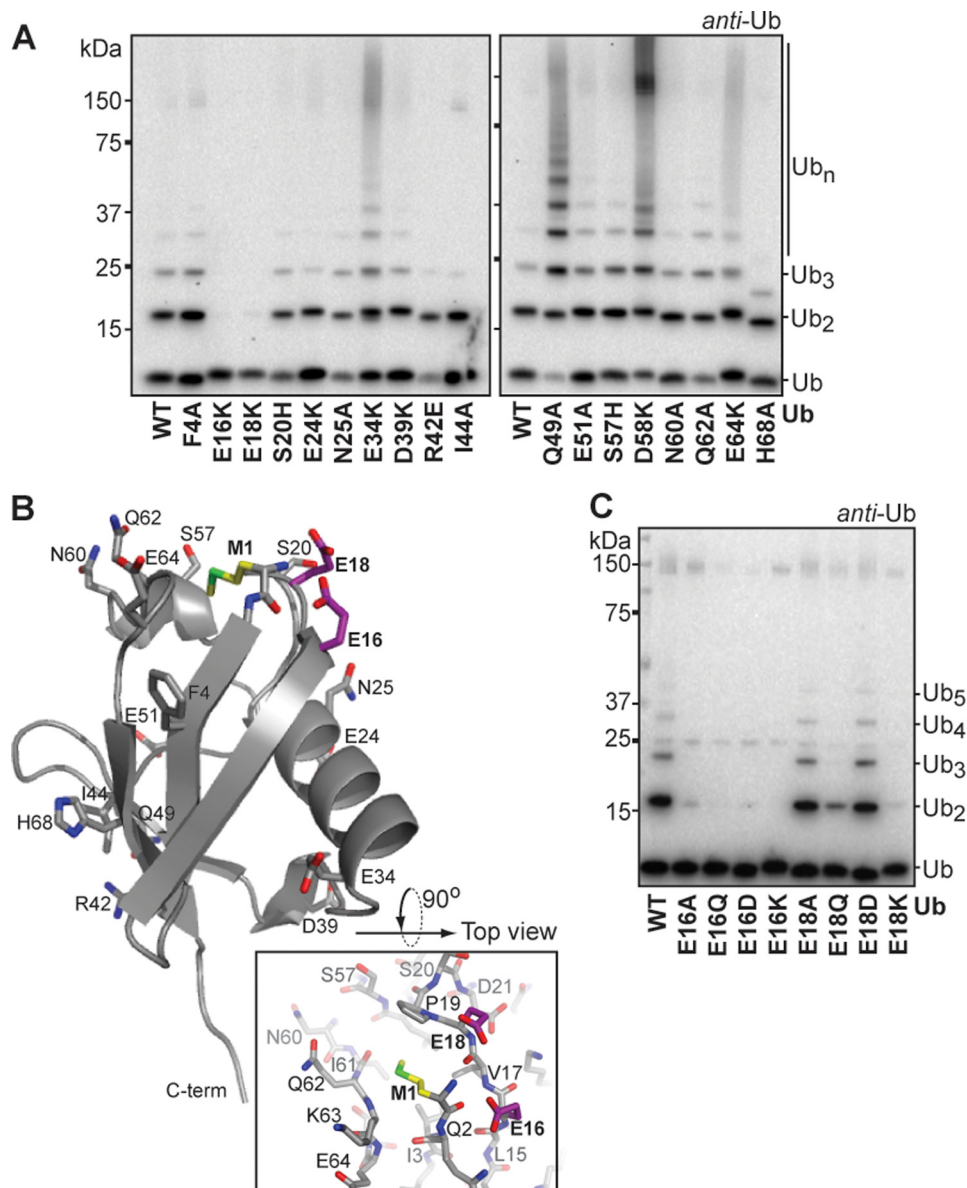 A
anti-Ub
kDa
150
75
37
25
15
Ubn
Ub3
Ub2
Ub
WT
F4A
E16K
E18K
S20H
E24K
N25A
E34K
D39K
R42E
I44A
WT
Q49A
E51A
S57H
D58K
N60A
Q62A
E64K
H68A
Ub
B
Q62
N60
E64
S57
M1
S20
E18
E16
F4
N25
E51
E24
I44
Q49
H68
E34
R42
D39
90o
Top view
C-term
S57
S20
D21
P19
N60
E18
I61
Q62
V17
M1
K63
Q2
E16
I3
L15
E64
C
anti-Ub
kDa
150
75
37
25
15
Ub5
Ub4
Ub3
Ub2
Ub
WT
E16A
E16Q
E16D
E16K
E18A
E18Q
E18D
E18K
Ub